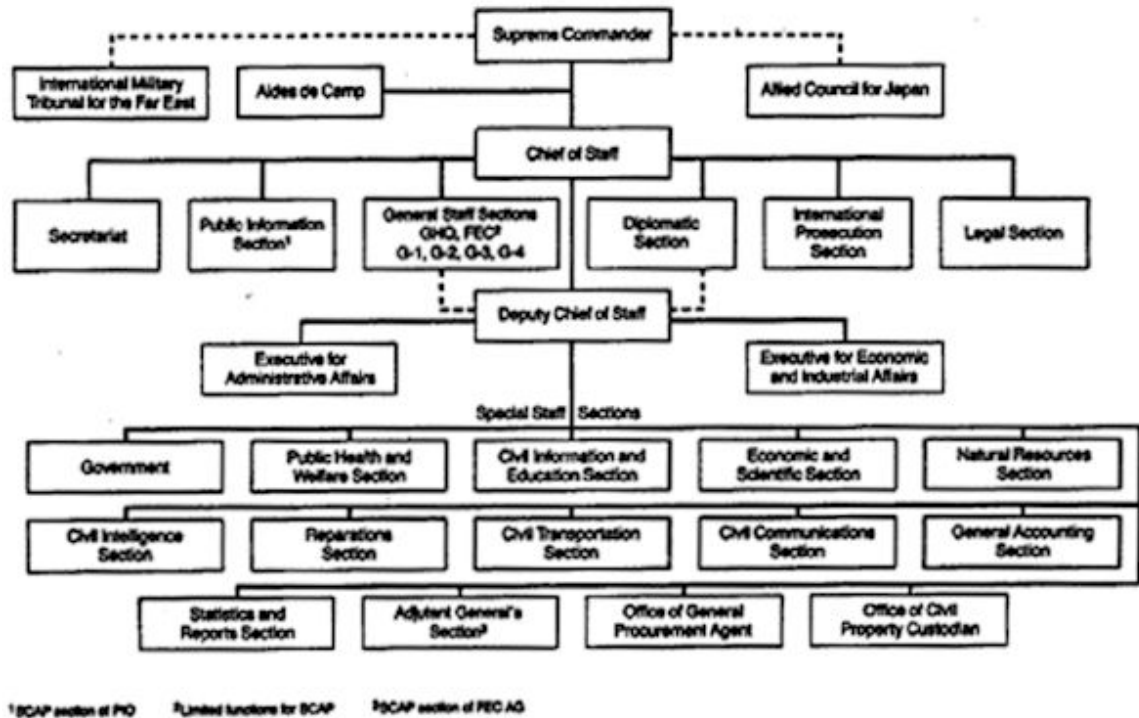 Supreme Commander
International Military
Tribunal for the Far East
Aides de Camp
Allied Council for Japan
Chief of Staff
Secretariat
Public Information
Section¹
General Staff Sections
GHQ, FEC²
G-1, G-2, G-3, G-4
Diplomatic
Section
International
Prosecution
Section
Legal Section
Deputy Chief of Staff
Executive for
Administrative Affairs
Executive for Economic
and Industrial Affairs
Special Staff Sections
Government
Public Health and
Welfare Section
Civil Information and
Education Section
Economic and
Scientific Section
Natural Resources
Section
Civil Intelligence
Section
Reparations
Section
Civil Transportation
Section
Civil Communications
Section
General Accounting
Section
Statistics and
Reports Section
Adjutant General's
Section³
Office of General
Procurement Agent
Office of Civil
Property Custodian
¹SCAP section of PIO ²Limited functions for SCAP ³SCAP section of FEC AG